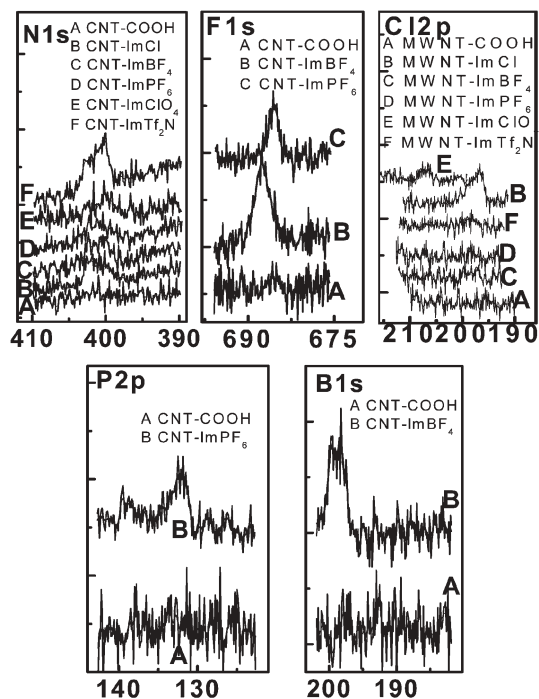 N1s
A CNT-COOH
B CNT-ImCl
C CNT-ImBF4
D CNT-ImPF6
E CNT-ImClO4
F CNT-ImTf2N
F
E
D
C
B
A
410 400 390
F1s
A CNT-COOH
B CNT-ImBF4
C CNT-ImPF6
C
B
A
690 675
Cl2p
A MWNT-COOH
B MWNT-ImCl
C MWNT-ImBF4
D MWNT-ImPF6
E MWNT-ImClO
F MWNT-ImTf2N
E
B
F
D
C
A
210 200 190
P2p
A CNT-COOH
B CNT-ImPF6
B
A
140 130
B1s
A CNT-COOH
B CNT-ImBF4
B
A
200 190